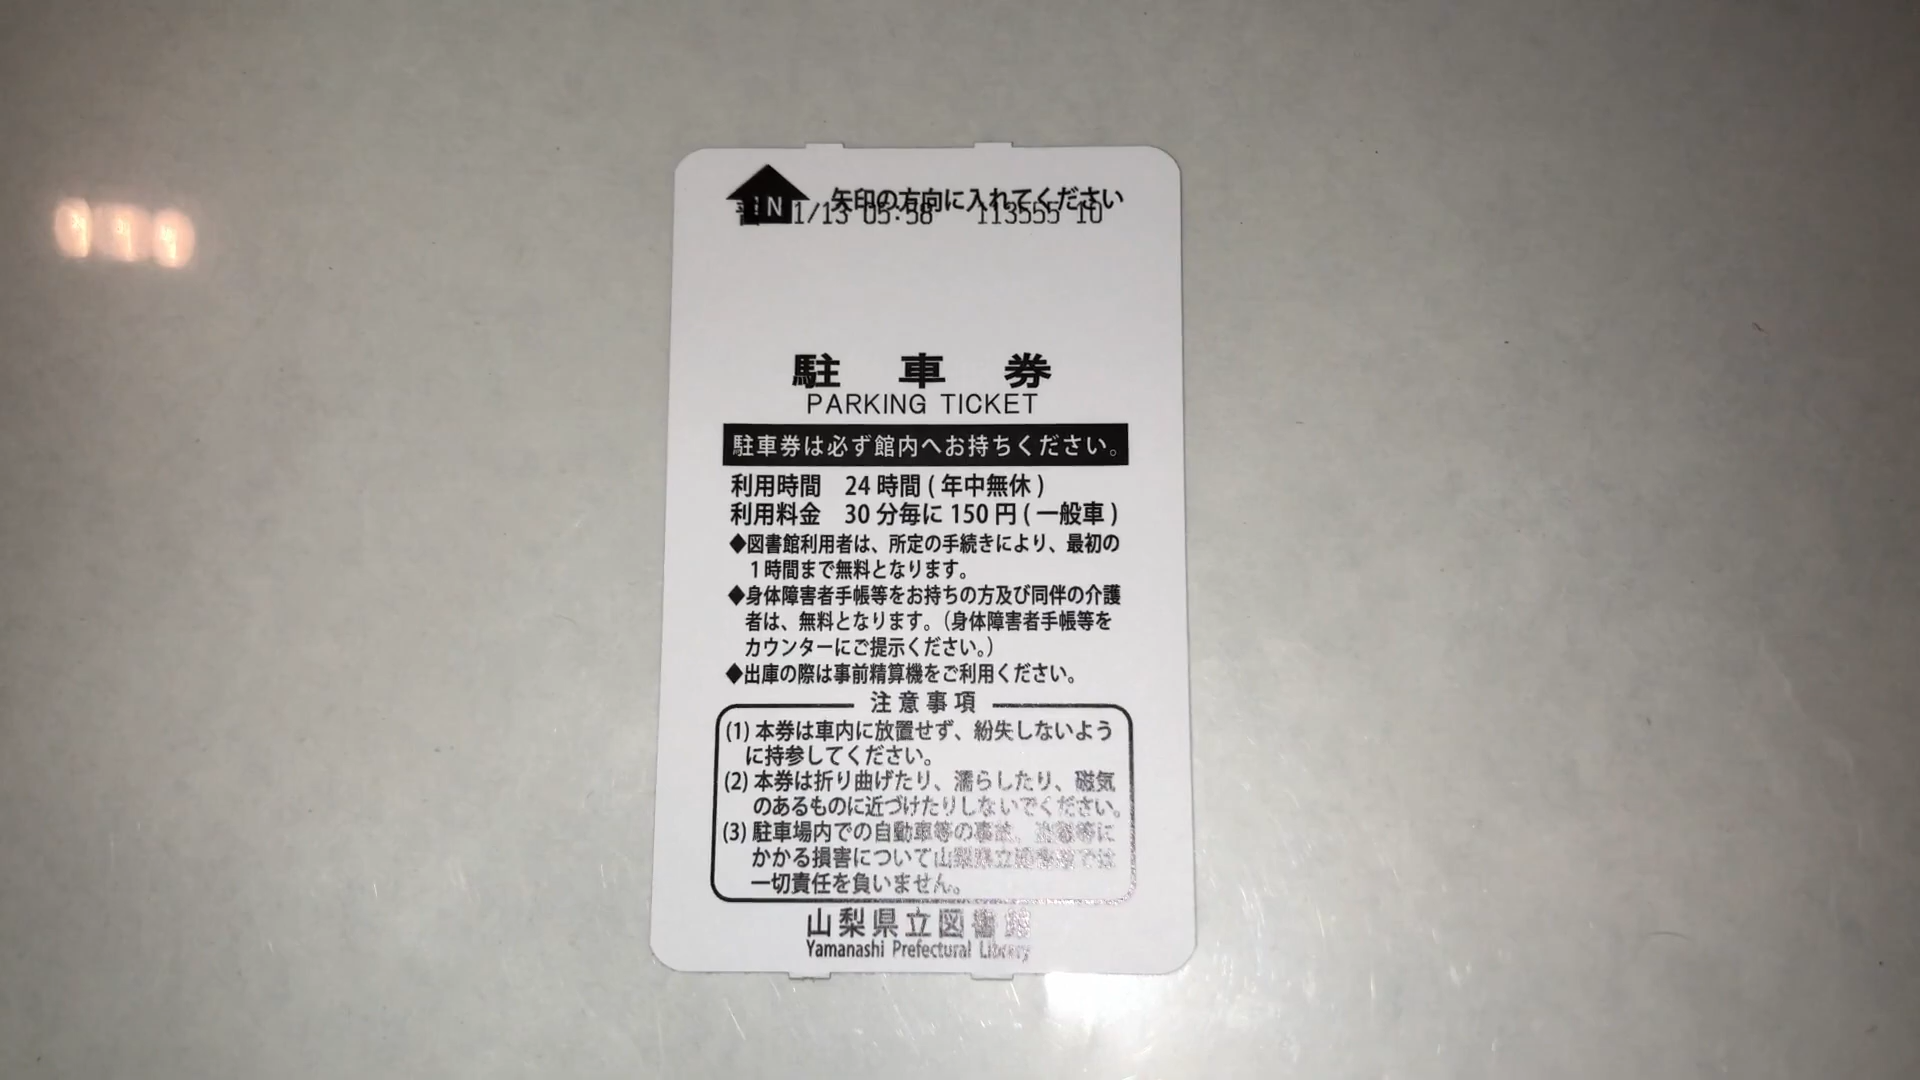 IN 矢印の方向に入れてください
1/13 05:58 113555 10
駐車券
PARKING TICKET
駐車券は必ず館内へお持ちください。
利用時間 24時間(年中無休)
利用料金 30分毎に150円(一般車)
◆図書館利用者は、所定の手続きにより、最初の
1時間まで無料となります。
◆身体障害者手帳等をお持ちの方及び同伴の介護
者は、無料となります。(身体障害者手帳等を
カウンターにご提示ください。)
◆出庫の際は事前精算機をご利用ください。
注意事項
(1) 本券は車内に放置せず、紛失しないよう
に持参してください。
(2) 本券は折り曲げたり、濡らしたり、磁気
のあるものに近づけたりしないでください。
(3) 駐車場内での自動車等の事故、盗難等に
かかる損害について山梨県立図書館では
一切責任を負いません。
山梨県立図書館
Yamanashi Prefectural Library